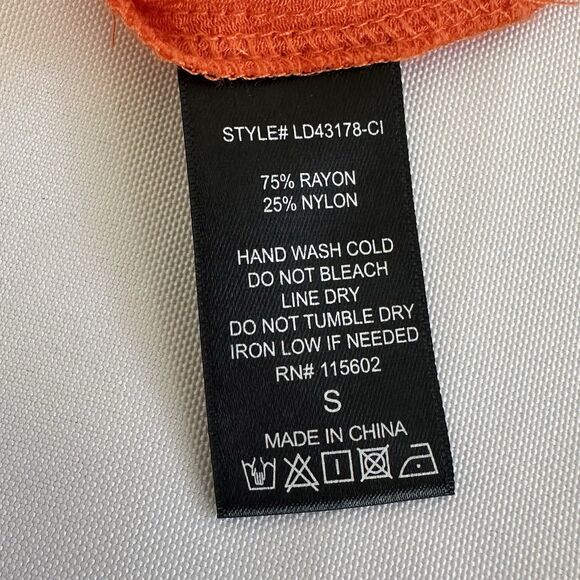 STYLE# LD43178-CI
75% RAYON
25% NYLON
HAND WASH COLD
DO NOT BLEACH
LINE DRY
DO NOT TUMBLE DRY
IRON LOW IF NEEDED
RN# 115602
S
MADE IN CHINA